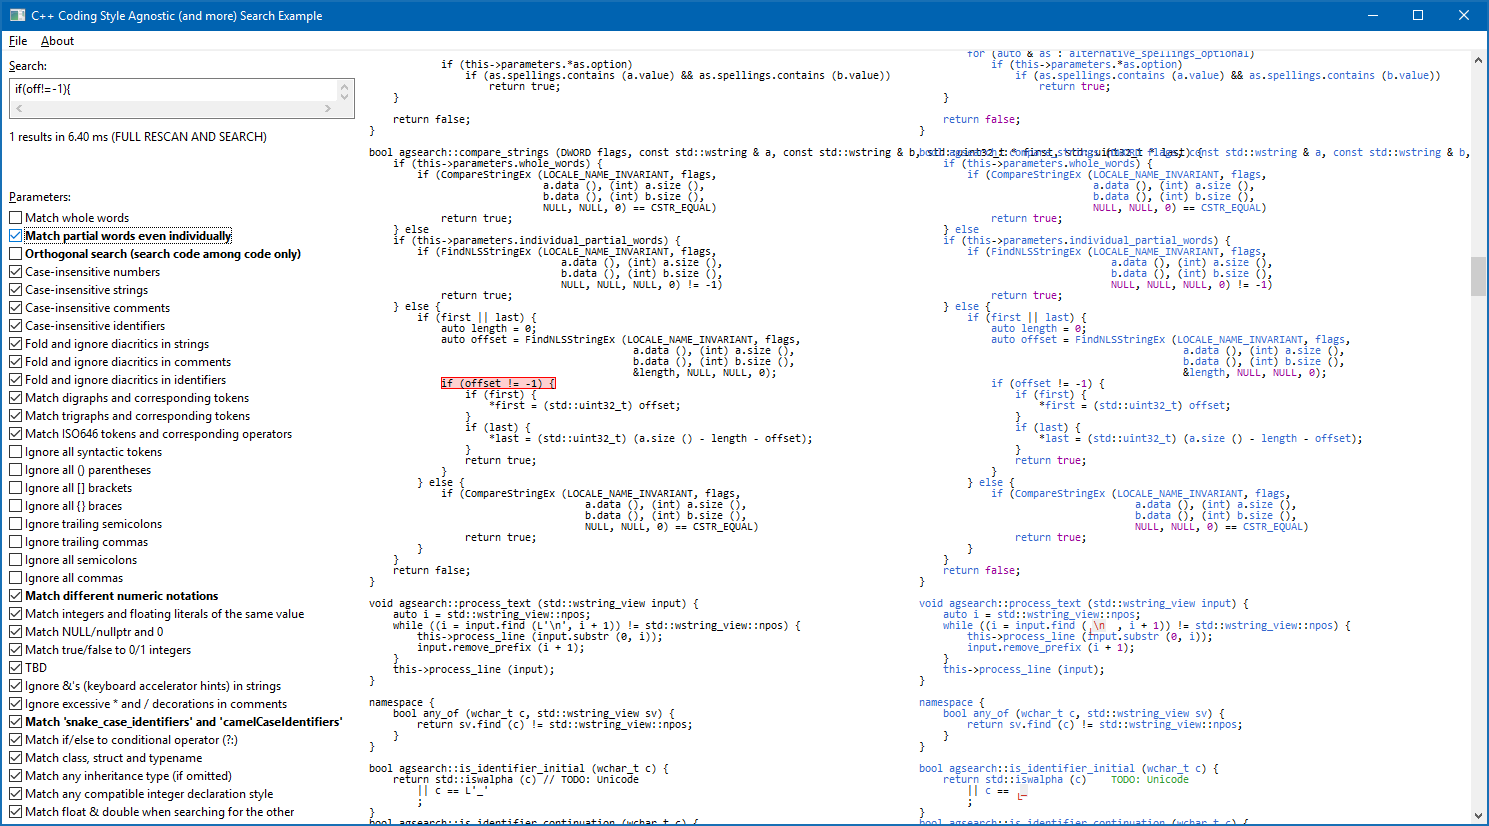 C++ Coding Style Agnostic (and more) Search Example
File About
Search:
if(off!=-1){
1 results in 6.40 ms (FULL RESCAN AND SEARCH)
Parameters:
Match whole words
Match partial words even individually
Orthogonal search (search code among code only)
Case-insensitive numbers
Case-insensitive strings
Case-insensitive comments
Case-insensitive identifiers
Fold and ignore diacritics in strings
Fold and ignore diacritics in comments
Fold and ignore diacritics in identifiers
Match digraphs and corresponding tokens
Match trigraphs and corresponding tokens
Match ISO646 tokens and corresponding operators
Ignore all syntactic tokens
Ignore all () parentheses
Ignore all [] brackets
Ignore all {} braces
Ignore trailing semicolons
Ignore trailing commas
Ignore all semicolons
Ignore all commas
Match different numeric notations
Match integers and floating literals of the same value
Match NULL/nullptr and 0
Match true/false to 0/1 integers
TBD
Ignore &'s (keyboard accelerator hints) in strings
Ignore excessive * and / decorations in comments
Match 'snake_case_identifiers' and 'camelCaseIdentifiers'
Match if/else to conditional operator (?:)
Match class, struct and typename
Match any inheritance type (if omitted)
Match any compatible integer declaration style
Match float & double when searching for the other
if (this->parameters.*as.option)
if (as.spellings.contains (a.value) && as.spellings.contains (b.value))
return true;
}
return false;
}
bool agsearch::compare_strings (DWORD flags, const std::wstring & a, const std::wstring & b, std::uint32_t * first, std::uint32_t * last) {
if (this->parameters.whole_words) {
if (CompareStringEx (LOCALE_NAME_INVARIANT, flags,
a.data (), (int) a.size (),
b.data (), (int) b.size (),
NULL, NULL, 0) == CSTR_EQUAL)
return true;
} else
if (this->parameters.individual_partial_words) {
if (FindNLSStringEx (LOCALE_NAME_INVARIANT, flags,
a.data (), (int) a.size (),
b.data (), (int) b.size (),
NULL, NULL, NULL, 0) != -1)
return true;
} else {
if (first || last) {
auto length = 0;
auto offset = FindNLSStringEx (LOCALE_NAME_INVARIANT, flags,
a.data (), (int) a.size (),
b.data (), (int) b.size (),
&length, NULL, NULL, 0);
if (offset != -1) {
if (first) {
*first = (std::uint32_t) offset;
}
if (last) {
*last = (std::uint32_t) (a.size () - length - offset);
}
return true;
}
} else {
if (CompareStringEx (LOCALE_NAME_INVARIANT, flags,
a.data (), (int) a.size (),
b.data (), (int) b.size (),
NULL, NULL, 0) == CSTR_EQUAL)
return true;
}
}
return false;
}
void agsearch::process_text (std::wstring_view input) {
auto i = std::wstring_view::npos;
while ((i = input.find (L'\n', i + 1)) != std::wstring_view::npos) {
this->process_line (input.substr (0, i));
input.remove_prefix (i + 1);
}
this->process_line (input);
}
namespace {
bool any_of (wchar_t c, std::wstring_view sv) {
return sv.find (c) != std::wstring_view::npos;
}
}
bool agsearch::is_identifier_initial (wchar_t c) {
return std::iswalpha (c) // TODO: Unicode
|| c == L'_'
;
}
bool agsearch::is_identifier_continuation (wchar_t c) {
for (auto & as : alternative_spellings_optional)
if (this->parameters.*as.option)
if (as.spellings.contains (a.value) && as.spellings.contains (b.value))
return true;
}
return false;
}
bool agsearch::compare_strings (DWORD flags, const std::wstring & a, const std::wstring & b,
if (this->parameters.whole_words) {
if (CompareStringEx (LOCALE_NAME_INVARIANT, flags,
a.data (), (int) a.size (),
b.data (), (int) b.size (),
NULL, NULL, 0) == CSTR_EQUAL)
return true;
} else
if (this->parameters.individual_partial_words) {
if (FindNLSStringEx (LOCALE_NAME_INVARIANT, flags,
a.data (), (int) a.size (),
b.data (), (int) b.size (),
NULL, NULL, NULL, 0) != -1)
return true;
} else {
if (first || last) {
auto length = 0;
auto offset = FindNLSStringEx (LOCALE_NAME_INVARIANT, flags,
a.data (), (int) a.size (),
b.data (), (int) b.size (),
&length, NULL, NULL, 0);
if (offset != -1) {
if (first) {
*first = (std::uint32_t) offset;
}
if (last) {
*last = (std::uint32_t) (a.size () - length - offset);
}
return true;
}
} else {
if (CompareStringEx (LOCALE_NAME_INVARIANT, flags,
a.data (), (int) a.size (),
b.data (), (int) b.size (),
NULL, NULL, 0) == CSTR_EQUAL)
return true;
}
}
return false;
}
void agsearch::process_text (std::wstring_view input) {
auto i = std::wstring_view::npos;
while ((i = input.find ( \n , i + 1)) != std::wstring_view::npos) {
this->process_line (input.substr (0, i));
input.remove_prefix (i + 1);
}
this->process_line (input);
}
namespace {
bool any_of (wchar_t c, std::wstring_view sv) {
return sv.find (c) != std::wstring_view::npos;
}
}
bool agsearch::is_identifier_initial (wchar_t c) {
return std::iswalpha (c) TODO: Unicode
|| c == L _
;
}
bool agsearch::is_identifier_continuation (wchar_t c) {